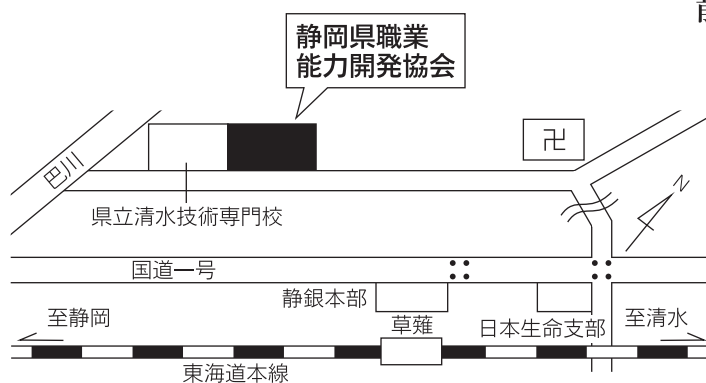 静岡県職業
能力開発協会
卍
巴川
N
県立清水技術専門校
国道一号
静銀本部
草薙
日本生命支部
至静岡
至清水
東海道本線